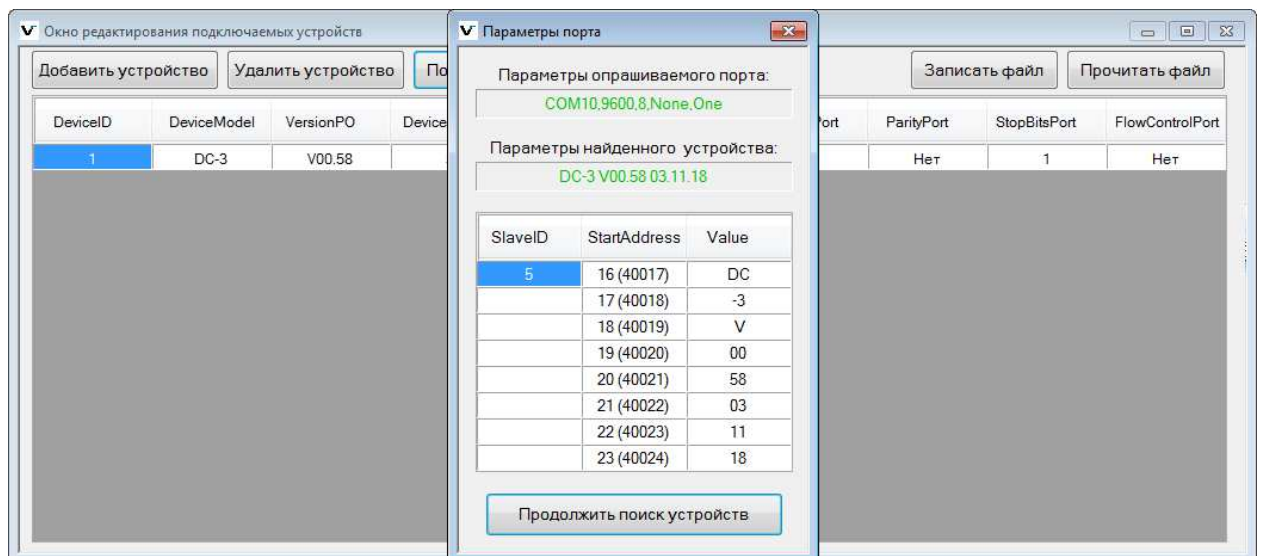 Окно редактирования подключаемых устройств
Параметры порта
Добавить устройство Удалить устройство По
Записать файл Прочитать файл
DeviceID DeviceModel VersionPO Device
Port ParityPort StopBitsPort FlowControlPort
1 DC-3 V00.58
Нет 1 Нет
Параметры опрашиваемого порта:
COM10,9600,8,None,One
Параметры найденного устройства:
DC-3 V00.58 03.11.18
SlaveID StartAddress Value
5 16 (40017) DC
17 (40018) -3
18 (40019) V
19 (40020) 00
20 (40021) 58
21 (40022) 03
22 (40023) 11
23 (40024) 18
Продолжить поиск устройств